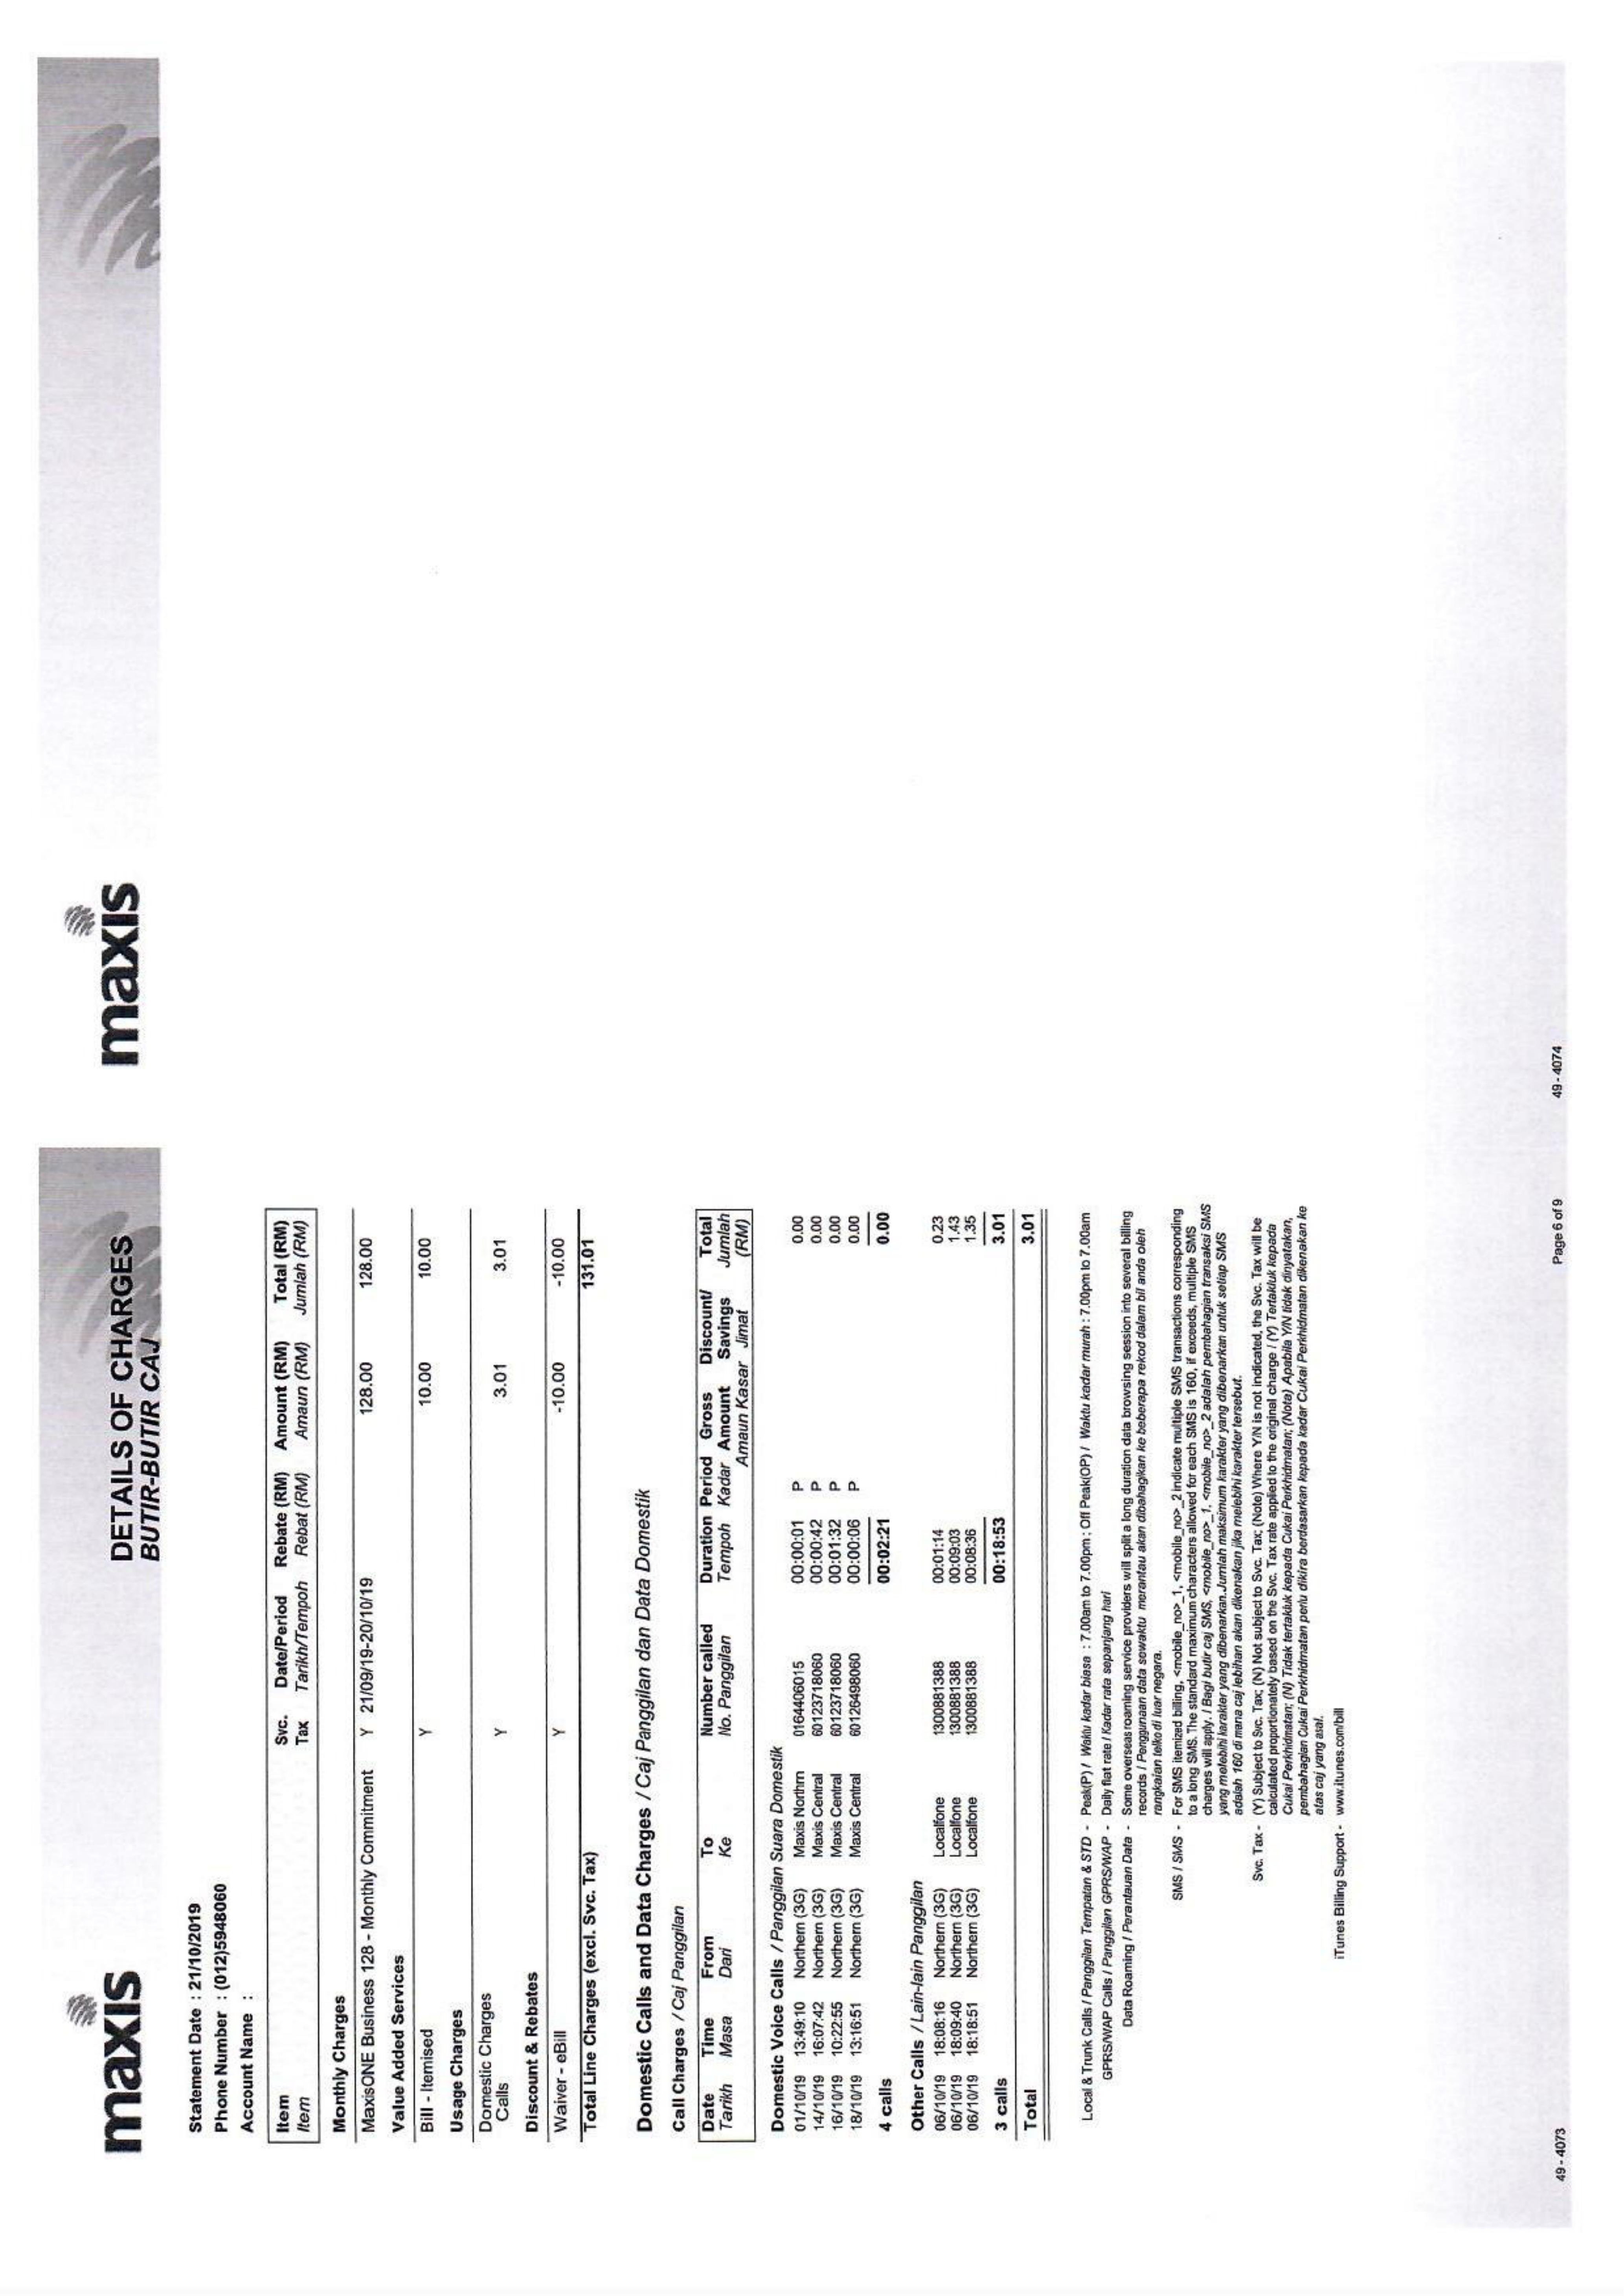 maxis
DETAILS OF CHARGES
BUTIR-BUTIR CAJ
Statement Date : 21/10/2019
Phone Number : (012)5948060
Account Name :
Item Svc. Date/Period Rebate (RM) Amount (RM) Total (RM)
Item Tax Tarikh/Tempoh Rebat (RM) Amaun (RM) Jumlah (RM)
Monthly Charges
MaxisONE Business 128 - Monthly Commitment Y 21/09/19-20/10/19 128.00 128.00
Value Added Services
Bill - Itemised Y 10.00 10.00
Usage Charges
Domestic Charges
Calls Y 3.01 3.01
Discount & Rebates
Waiver - eBill Y -10.00 -10.00
Total Line Charges (excl. Svc. Tax) 131.01
Domestic Calls and Data Charges / Caj Panggilan dan Data Domestik
Call Charges / Caj Panggilan
Date Time From To Number called Duration Period Gross Discount/ Total
Tarikh Masa Dari Ke No. Panggilan Tempoh Kadar Amount Savings Jumlah
Amaun Kasar Jimat (RM)
Domestic Voice Calls / Panggilan Suara Domestik
01/10/19 13:49:10 Northern (3G) Maxis Northrn 0164406015 00:00:01 P 0.00
14/10/19 16:07:42 Northern (3G) Maxis Central 60123718060 00:00:42 P 0.00
16/10/19 10:22:55 Northern (3G) Maxis Central 60123718060 00:01:32 P 0.00
18/10/19 13:16:51 Northern (3G) Maxis Central 60126498060 00:00:06 P 0.00
4 calls 00:02:21 0.00
Other Calls / Lain-lain Panggilan
06/10/19 18:08:16 Northern (3G) Localfone 1300881388 00:01:14 0.23
06/10/19 18:09:40 Northern (3G) Localfone 1300881388 00:09:03 1.43
06/10/19 18:18:51 Northern (3G) Localfone 1300881388 00:08:36 1.35
3 calls 00:18:53 3.01
Total 3.01
Local & Trunk Calls / Panggilan Tempatan & STD - Peak(P) / Waktu kadar biasa : 7.00am to 7.00pm ; Off Peak(OP) / Waktu kadar murah : 7.00pm to 7.00am
GPRS/WAP Calls / Panggilan GPRS/WAP - Daily flat rate / Kadar rata sepanjang hari
Data Roaming / Perantauan Data - Some overseas roaming service providers will split a long duration data browsing session into several billing
records / Penggunaan data sewaktu merantau akan dibahagikan ke beberapa rekod dalam bil anda oleh
rangkaian telko di luar negara.
SMS / SMS - For SMS itemized billing, <mobile_no>_1, <mobile_no>_2 indicate multiple SMS transactions corresponding
to a long SMS. The standard maximum characters allowed for each SMS is 160, if exceeds, multiple SMS
charges will apply. / Bagi butir caj SMS, <mobile_no>_1, <mobile_no>_2 adalah pembahagian transaksi SMS
yang melebihi karakter yang dibenarkan.Jumlah maksimum karakter yang dibenarkan untuk setiap SMS
adalah 160 di mana caj lebihan akan dikenakan jika melebihi karakter tersebut.
Svc. Tax - (Y) Subject to Svc. Tax; (N) Not subject to Svc. Tax; (Note) Where Y/N is not indicated, the Svc. Tax will be
calculated proportionately based on the Svc. Tax rate applied to the original charge / (Y) Tertakluk kepada
Cukai Perkhidmatan; (N) Tidak tertakluk kepada Cukai Perkhidmatan; (Nota) Apabila Y/N tidak dinyatakan,
pembahagian Cukai Perkhidmatan perlu dikira berdasarkan kepada kadar Cukai Perkhidmatan dikenakan ke
atas caj yang asal.
iTunes Billing Support - www.itunes.com/bill
49 - 4073 Page 6 of 9
maxis
49 - 4074